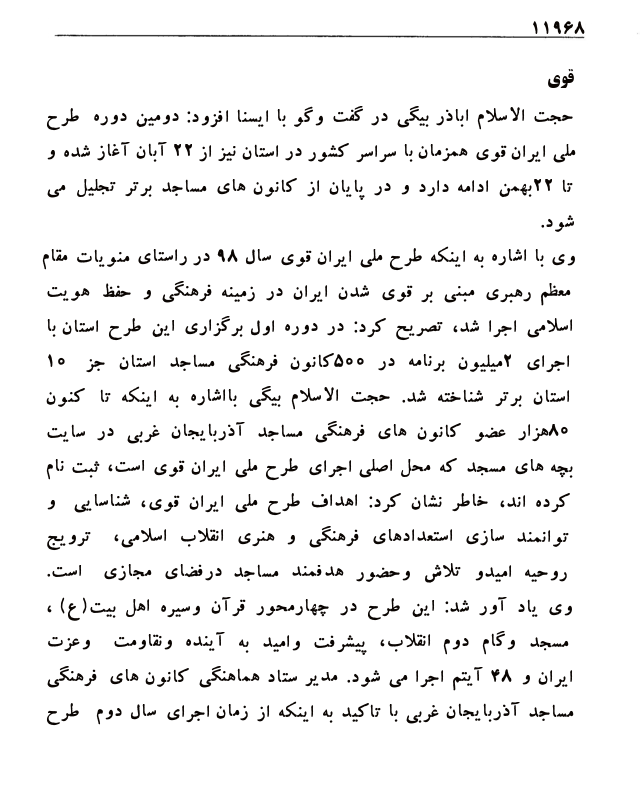 ۱۱۹۶۸
قوی
حجت الاسلام اباذر بیگی در گفت وگو با ایسنا افزود: دومین دوره طرح
ملی ایران قوی همزمان با سراسر کشور در استان نیز از ۲۲ آبان آغاز شده و
تا ۲۲بهمن ادامه دارد و در پایان از کانون های مساجد برتر تجلیل می
شود.
وی با اشاره به اینکه طرح ملی ایران قوی سال ۹۸ در راستای منویات مقام
معظم رهبری مبنی بر قوی شدن ایران در زمینه فرهنگی و حفظ هویت
اسلامی اجرا شد، تصریح کرد: در دوره اول برگزاری این طرح استان با
اجرای ۲میلیون برنامه در ۵۰۰کانون فرهنگی مساجد استان جز ۱۰
استان برتر شناخته شد. حجت الاسلام بیگی بااشاره به اینکه تا کنون
۸۰هزار عضو کانون های فرهنگی مساجد آذربایجان غربی در سایت
بچه های مسجد که محل اصلی اجرای طرح ملی ایران قوی است، ثبت نام
کرده اند، خاطر نشان کرد: اهداف طرح ملی ایران قوی، شناسایی و
توانمند سازی استعدادهای فرهنگی و هنری انقلاب اسلامی، ترویج
روحیه امیدو تلاش وحضور هدفمند مساجد درفضای مجازی است.
وی یاد آور شد: این طرح در چهارمحور قرآن وسیره اهل بیت(ع) ،
مسجد وگام دوم انقلاب، پیشرفت وامید به آینده ونقاومت وعزت
ایران و ۴۸ آیتم اجرا می شود. مدیر ستاد هماهنگی کانون های فرهنگی
مساجد آذربایجان غربی با تاکید به اینکه از زمان اجرای سال دوم طرح